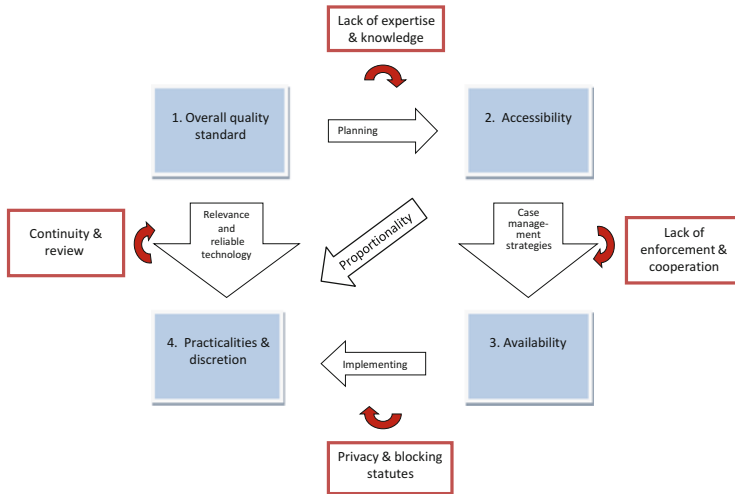 Lack of expertise
& knowledge
1. Overall quality
standard
Planning
2. Accessibility
Continuity &
review
Relevance
and
reliable
technology
Proportionality
Case
manage-
ment
strategies
Lack of
enforcement &
cooperation
4. Practicalities &
discretion
Implementing
3. Availability
Privacy & blocking
statutes